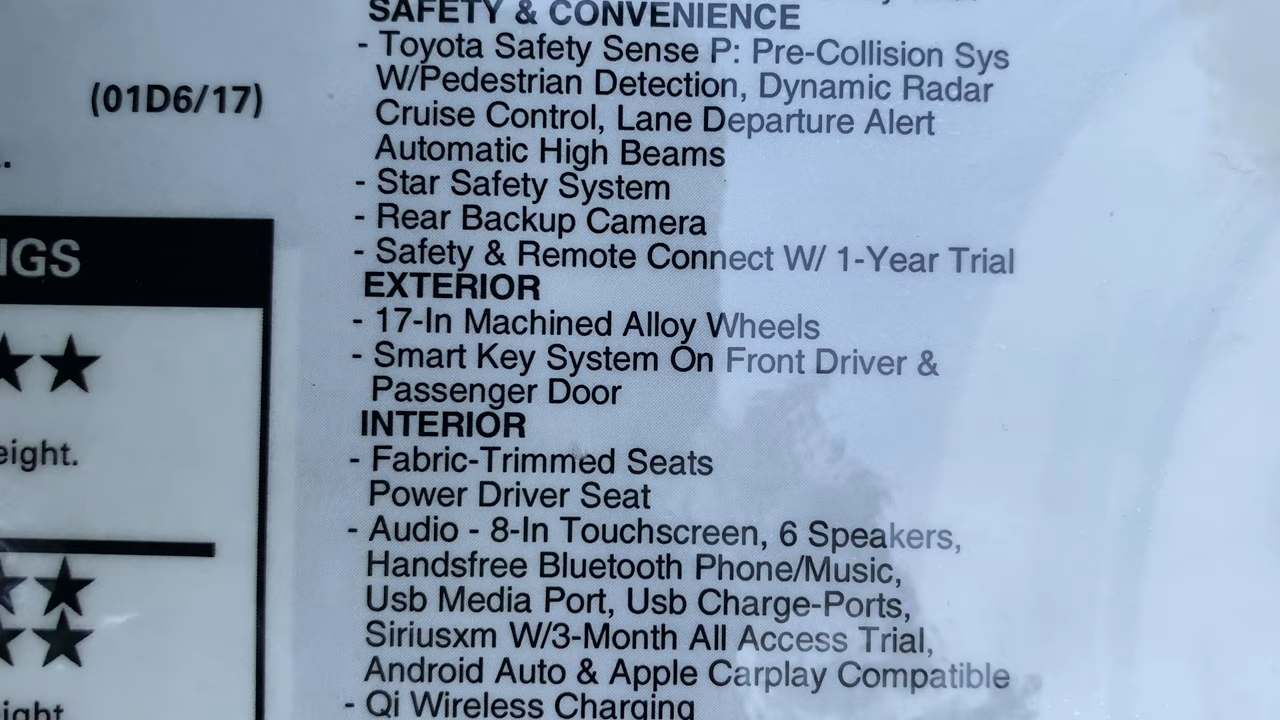 SAFETY & CONVENIENCE
- Toyota Safety Sense P: Pre-Collision Sys
W/Pedestrian Detection, Dynamic Radar
Cruise Control, Lane Departure Alert
Automatic High Beams
- Star Safety System
- Rear Backup Camera
- Safety & Remote Connect W/ 1-Year Trial
EXTERIOR
- 17-In Machined Alloy Wheels
- Smart Key System On Front Driver &
Passenger Door
INTERIOR
- Fabric-Trimmed Seats
Power Driver Seat
- Audio - 8-In Touchscreen, 6 Speakers,
Handsfree Bluetooth Phone/Music,
Usb Media Port, Usb Charge-Ports,
Siriusxm W/3-Month All Access Trial,
Android Auto & Apple Carplay Compatible
- Qi Wireless Charging
(01D6/17)
NGS
eight.
ight